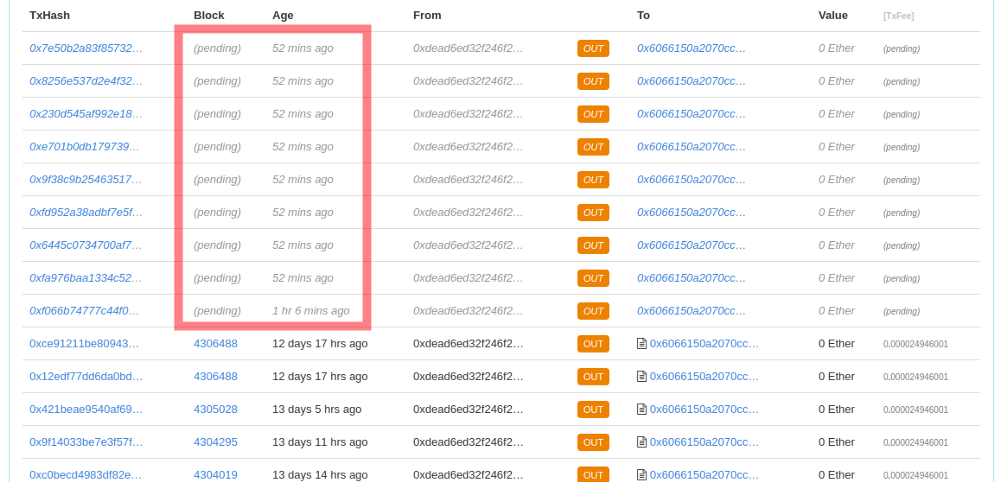 TxHash Block Age From To Value [TxFee]
0x7e50b2a83f85732… (pending) 52 mins ago 0xdead6ed32f246f2… OUT 0x6066150a2070cc… 0 Ether (pending)
0x8256e537d2e4f32… (pending) 52 mins ago 0xdead6ed32f246f2… OUT 0x6066150a2070cc… 0 Ether (pending)
0x230d545af992e18… (pending) 52 mins ago 0xdead6ed32f246f2… OUT 0x6066150a2070cc… 0 Ether (pending)
0xe701b0db179739… (pending) 52 mins ago 0xdead6ed32f246f2… OUT 0x6066150a2070cc… 0 Ether (pending)
0x9f38c9b25463517… (pending) 52 mins ago 0xdead6ed32f246f2… OUT 0x6066150a2070cc… 0 Ether (pending)
0xfd952a38adbf7e5f… (pending) 52 mins ago 0xdead6ed32f246f2… OUT 0x6066150a2070cc… 0 Ether (pending)
0x6445c0734700af7… (pending) 52 mins ago 0xdead6ed32f246f2… OUT 0x6066150a2070cc… 0 Ether (pending)
0xfa976baa1334c52… (pending) 52 mins ago 0xdead6ed32f246f2… OUT 0x6066150a2070cc… 0 Ether (pending)
0xf066b74777c44f0… (pending) 1 hr 6 mins ago 0xdead6ed32f246f2… OUT 0x6066150a2070cc… 0 Ether (pending)
0xce91211be80943… 4306488 12 days 17 hrs ago 0xdead6ed32f246f2… OUT 0x6066150a2070cc… 0 Ether 0.000024946001
0x12edf77dd6da0bd… 4306488 12 days 17 hrs ago 0xdead6ed32f246f2… OUT 0x6066150a2070cc… 0 Ether 0.000024946001
0x421beae9540af69… 4305028 13 days 5 hrs ago 0xdead6ed32f246f2… OUT 0x6066150a2070cc… 0 Ether 0.000024946001
0x9f14033be7e3f57f… 4304295 13 days 11 hrs ago 0xdead6ed32f246f2… OUT 0x6066150a2070cc… 0 Ether 0.000024946001
0xc0becd4983df82e… 4304019 13 days 14 hrs ago 0xdead6ed32f246f2… OUT 0x6066150a2070cc… 0 Ether 0.000024946001